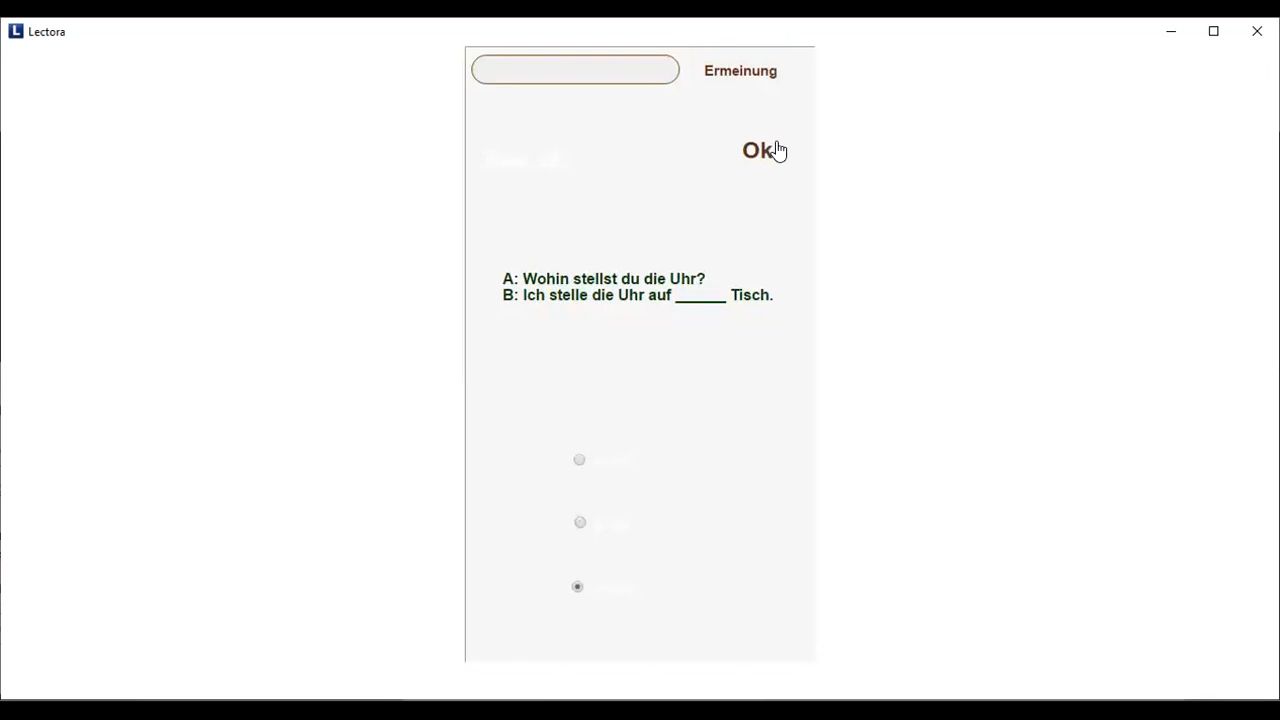 Lectora
Ermeinung
Ok
A: Wohin stellst du die Uhr?
B: Ich stelle die Uhr auf ______ Tisch.